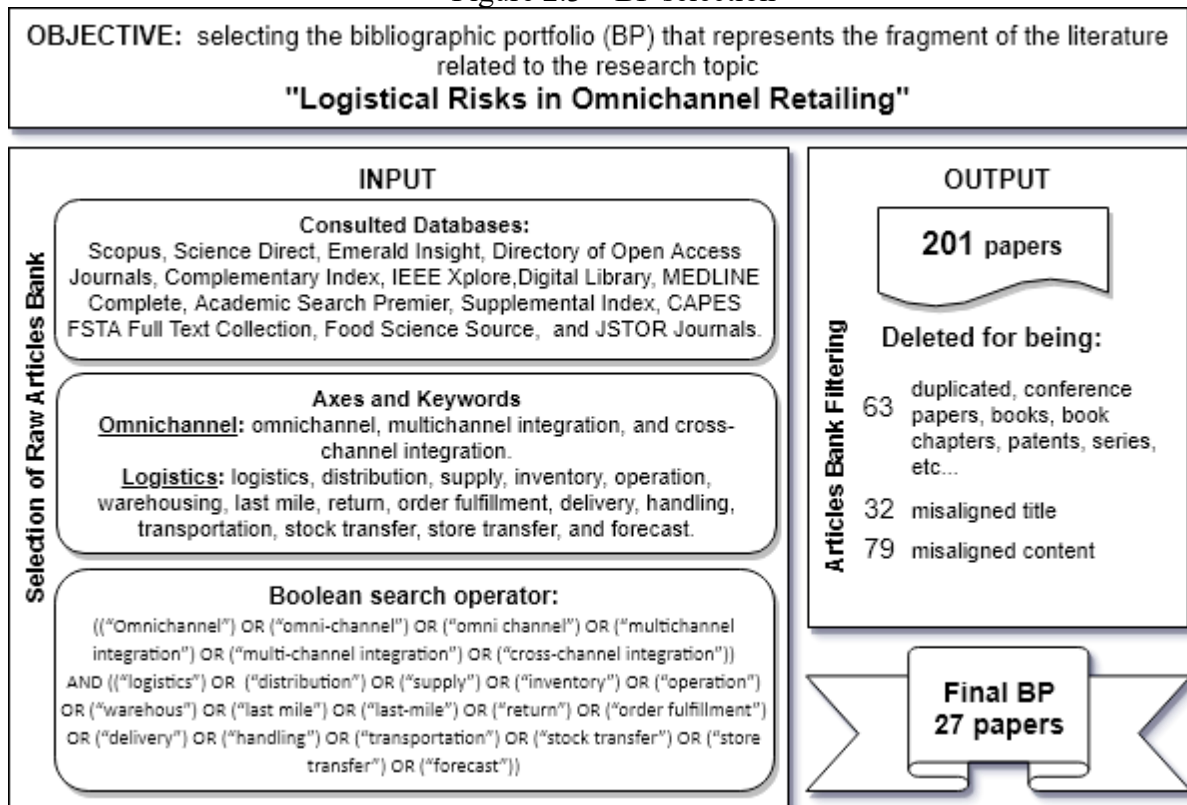 Figure 2.3 – BP selection
OBJECTIVE: selecting the bibliographic portfolio (BP) that represents the fragment of the literature
related to the research topic
"Logistical Risks in Omnichannel Retailing"
Selection of Raw Articles Bank
INPUT
Consulted Databases:
Scopus, Science Direct, Emerald Insight, Directory of Open Access
Journals, Complementary Index, IEEE Xplore,Digital Library, MEDLINE
Complete, Academic Search Premier, Supplemental Index, CAPES
FSTA Full Text Collection, Food Science Source, and JSTOR Journals.
Axes and Keywords
Omnichannel: omnichannel, multichannel integration, and cross-
channel integration.
Logistics: logistics, distribution, supply, inventory, operation,
warehousing, last mile, return, order fulfillment, delivery, handling,
transportation, stock transfer, store transfer, and forecast.
Boolean search operator:
((“Omnichannel”) OR (“omni-channel”) OR (“omni channel”) OR (“multichannel
integration”) OR (“multi-channel integration”) OR (“cross-channel integration”))
AND ((“logistics”) OR (“distribution”) OR (“supply”) OR (“inventory”) OR (“operation”)
OR (“warehous”) OR (“last mile”) OR (“last-mile”) OR (“return”) OR (“order fulfillment”)
OR (“delivery”) OR (“handling”) OR (“transportation”) OR (“stock transfer”) OR (“store
transfer”) OR (“forecast”))
Articles Bank Filtering
OUTPUT
201 papers
Deleted for being:
63 duplicated, conference
papers, books, book
chapters, patents, series,
etc...
32 misaligned title
79 misaligned content
Final BP
27 papers